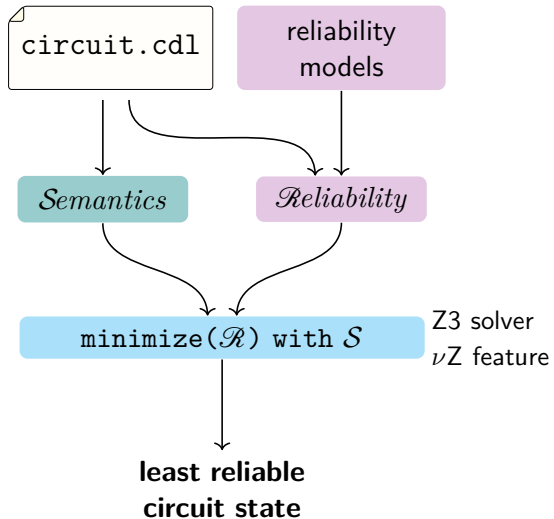 circuit.cdl
reliability
models
𝒮emantics
ℛeliability
minimize(ℛ) with 𝒮
Z3 solver
νZ feature
least reliable
circuit state